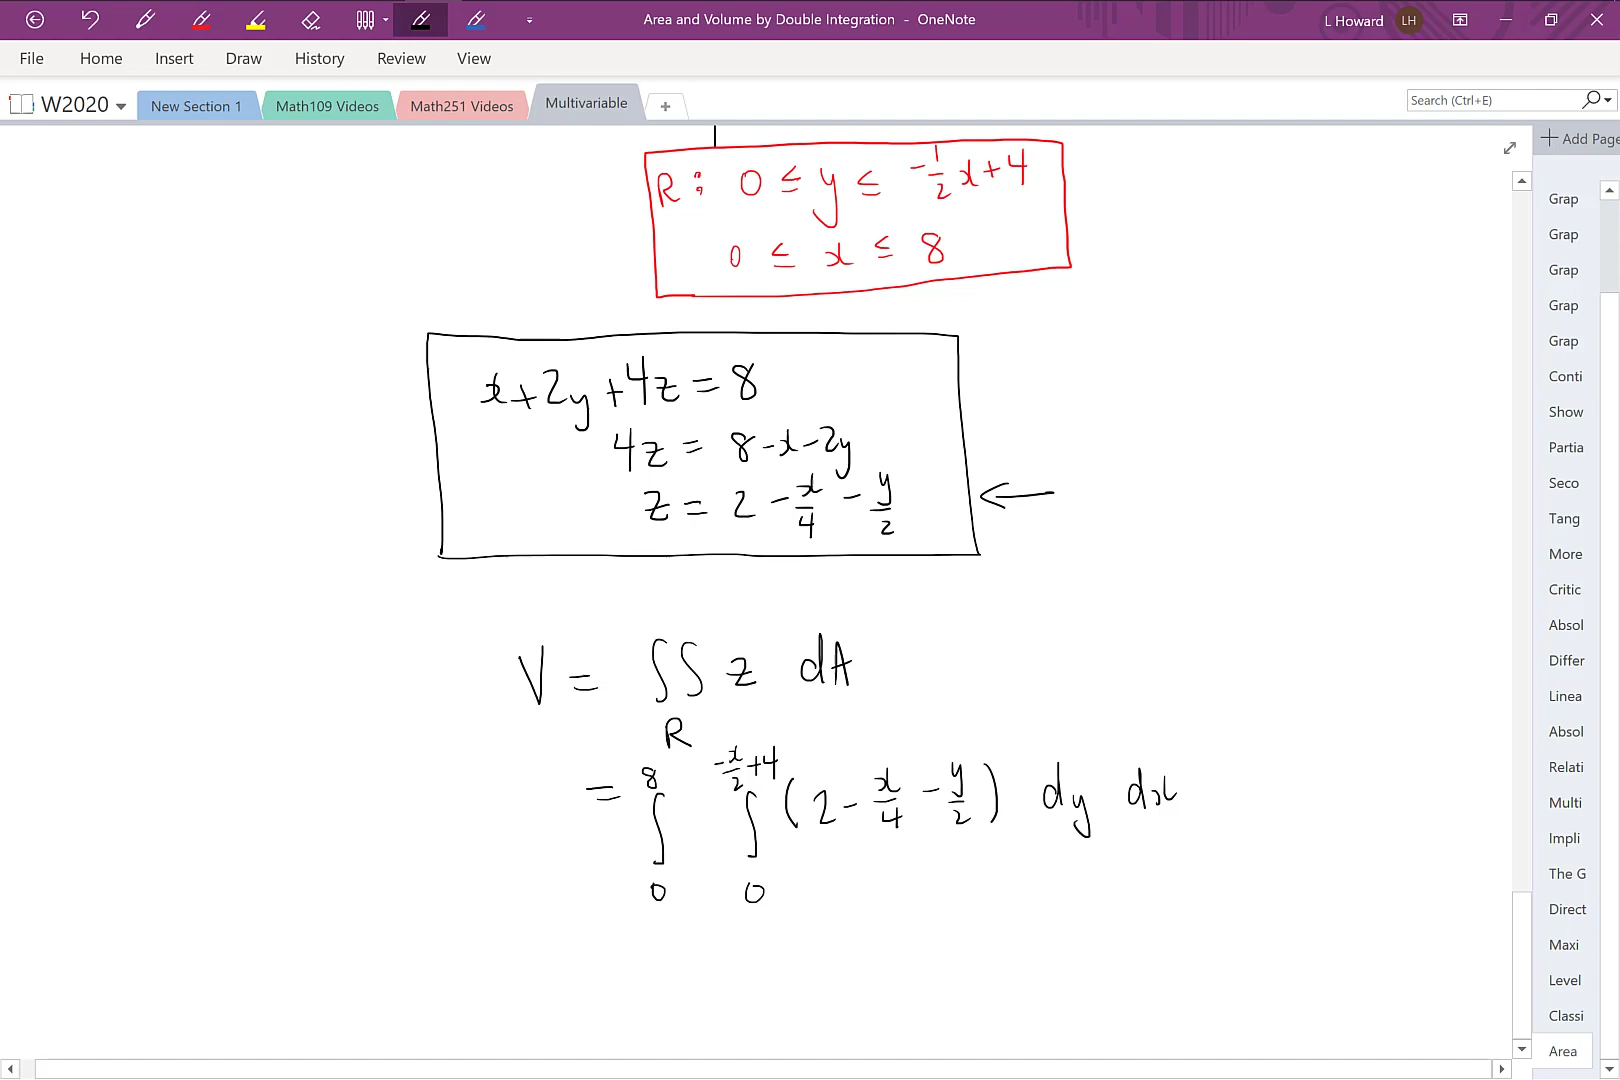 Area and Volume by Double Integration - OneNote
L Howard LH
File Home Insert Draw History Review View
W2020 New Section 1 Math109 Videos Math251 Videos Multivariable +
Search (Ctrl+E)
+ Add Page
R: 0 ≤ y ≤ -1/2 x+4
0 ≤ x ≤ 8
x+2y+4z=8
4z = 8-x-2y
z = 2 - x/4 - y/2
V = ∬_R z dA
= ∫_0^8 ∫_0^{-x/2+4} (2 - x/4 - y/2) dy dx
Grap
Grap
Grap
Grap
Grap
Conti
Show
Partia
Seco
Tang
More
Critic
Absol
Differ
Linea
Absol
Relati
Multi
Impli
The G
Direct
Maxi
Level
Classi
Area